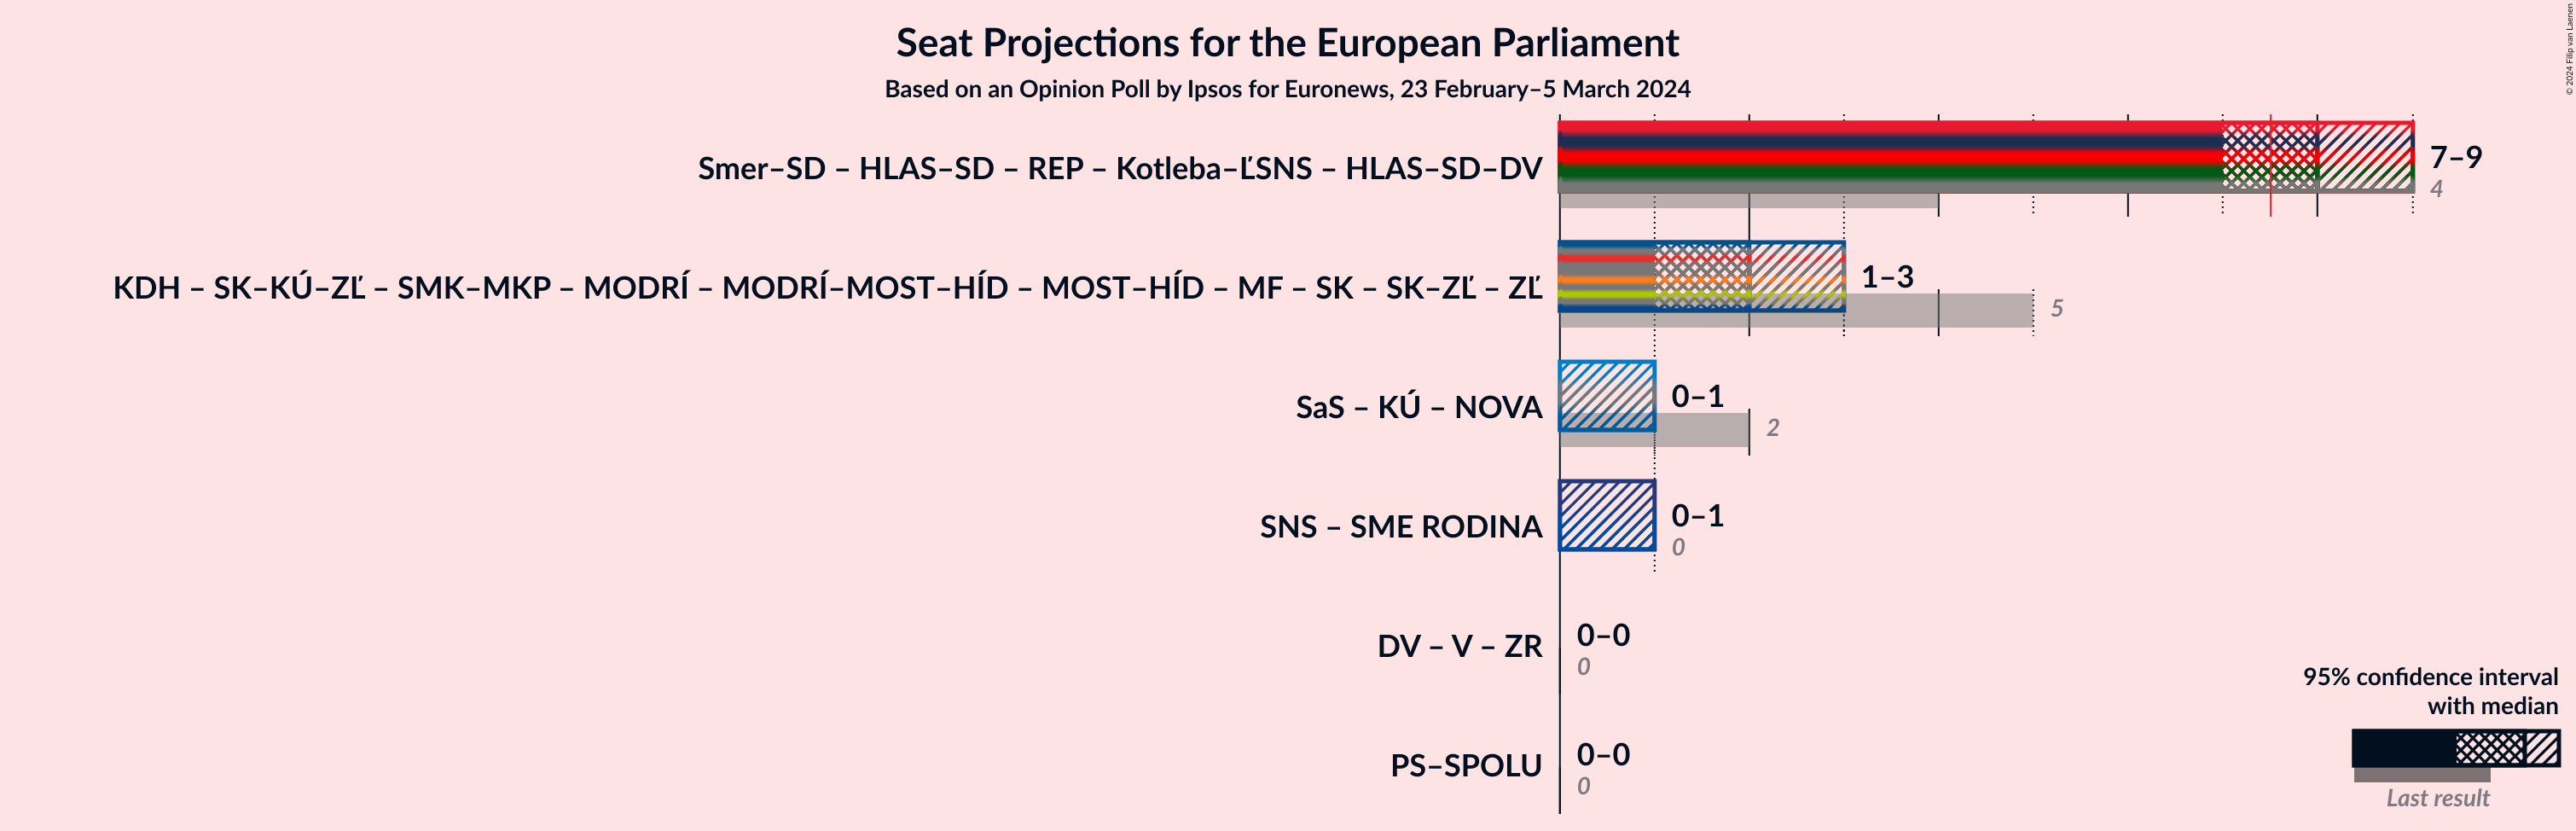 Seat Projections for the European Parliament
Based on an Opinion Poll by Ipsos for Euronews, 23 February–5 March 2024
© 2024 Filip van Laenen
Smer–SD – HLAS–SD – REP – Kotleba–ĽSNS – HLAS–SD–DV
7–9
4
KDH – SK–KÚ–ZĽ – SMK–MKP – MODRÍ – MODRÍ–MOST–HÍD – MOST–HÍD – MF – SK – SK–ZĽ – ZĽ
1–3
5
SaS – KÚ – NOVA
0–1
2
SNS – SME RODINA
0–1
0
DV – V – ZR
0–0
0
PS–SPOLU
0–0
0
95% confidence interval
with median
Last result